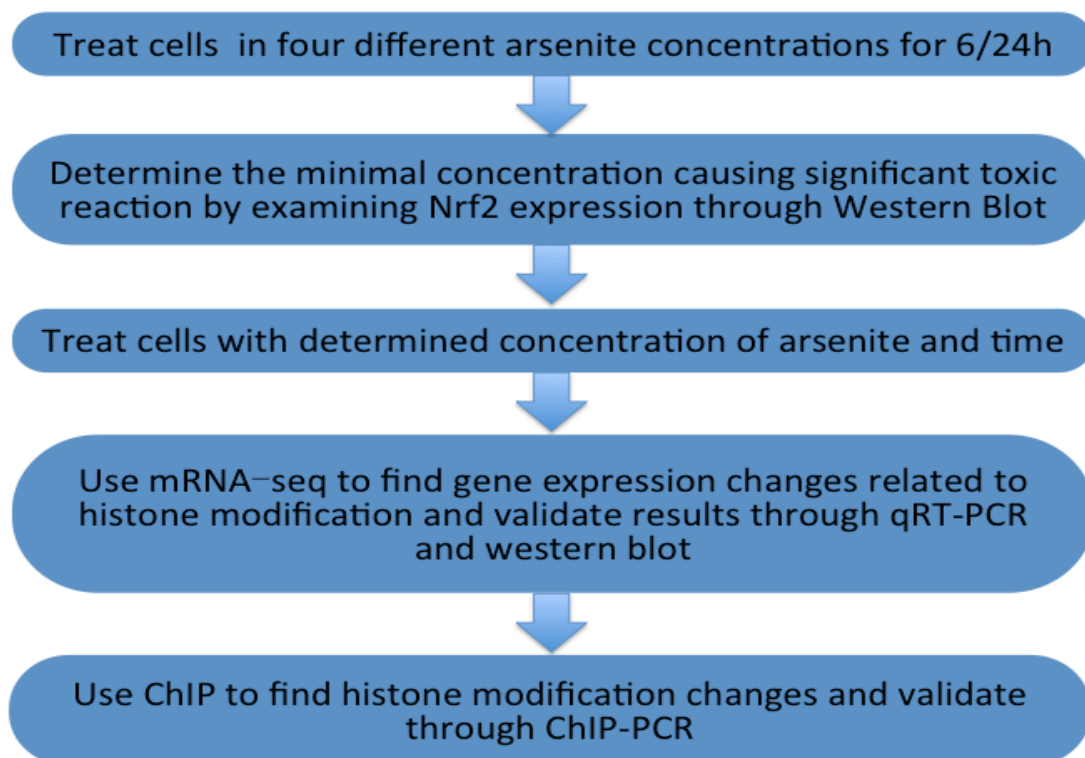 Treat cells  in four different arsenite concentrations for 6/24h
Determine the minimal concentration causing significant toxic
reaction by examining Nrf2 expression through Western Blot
Treat cells with determined concentration of arsenite and time
Use mRNA−seq to find gene expression changes related to
histone modification and validate results through qRT-PCR
and western blot
Use ChIP to find histone modification changes and validate
through ChIP-PCR